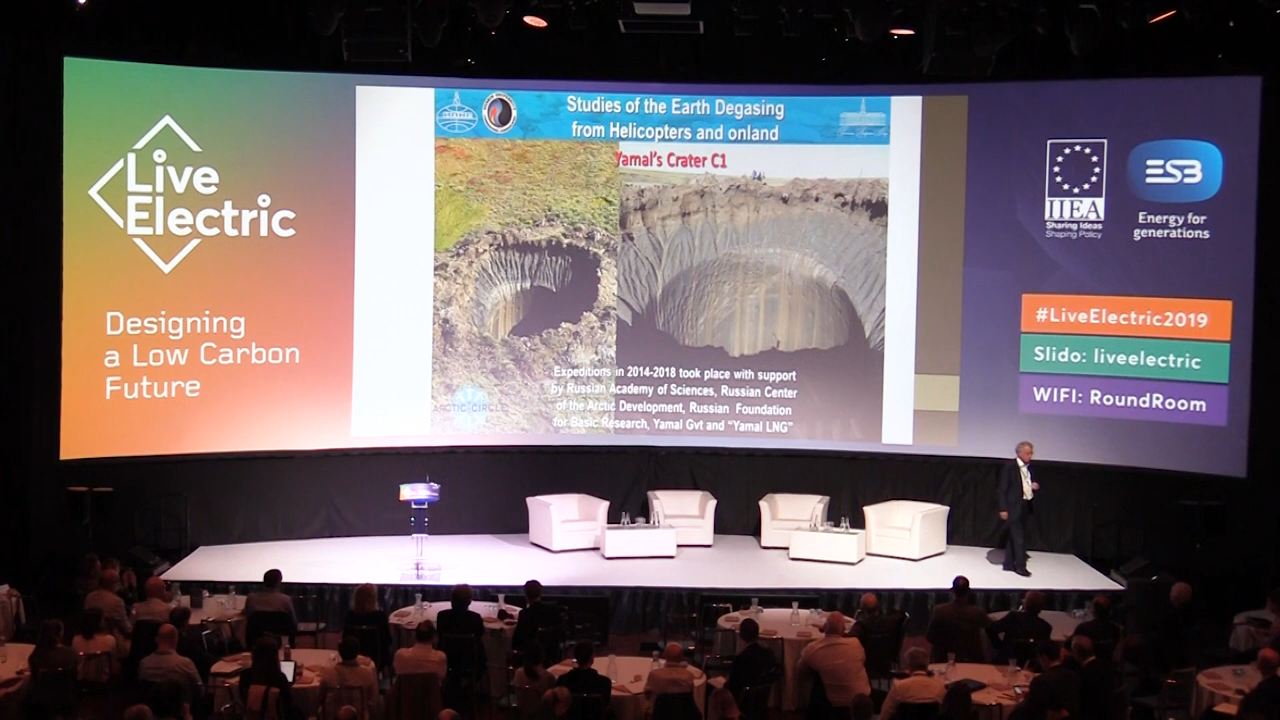 Live
Electric
Designing
a Low Carbon
Future
Studies of the Earth Degasing
from Helicopters and onland
Yamal's Crater C1
Expeditions in 2014-2018 took place with support
by Russian Academy of Sciences, Russian Center
of the Arctic Development, Russian Foundation
for Basic Research, Yamal Gvt and "Yamal LNG"
ARCTIC CIRCLE
IIEA
Sharing Ideas
Shaping Policy
ESB
Energy for
generations
#LiveElectric2019
Slido: liveelectric
WIFI: RoundRoom